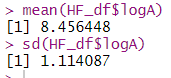 > mean(HF_df$logA)
[1] 8.456448
> sd(HF_df$logA)
[1] 1.114087
>